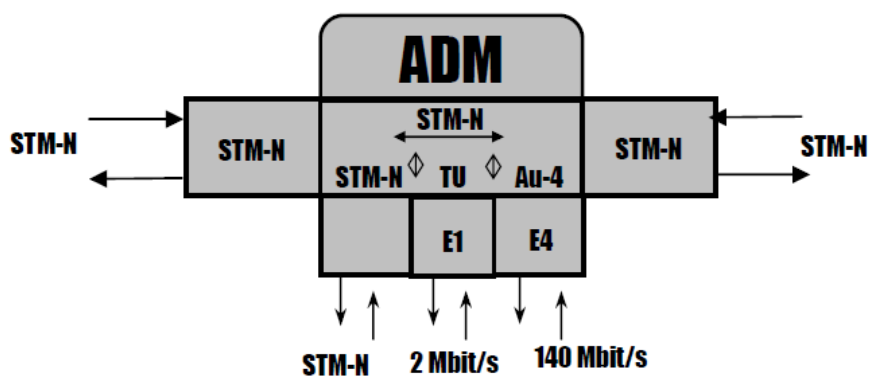 ADM
STM-N
STM-N
STM-N
STM-N
STM-N
STM-N TU Au-4
E1 E4
STM-N 2 Mbit/s 140 Mbit/s